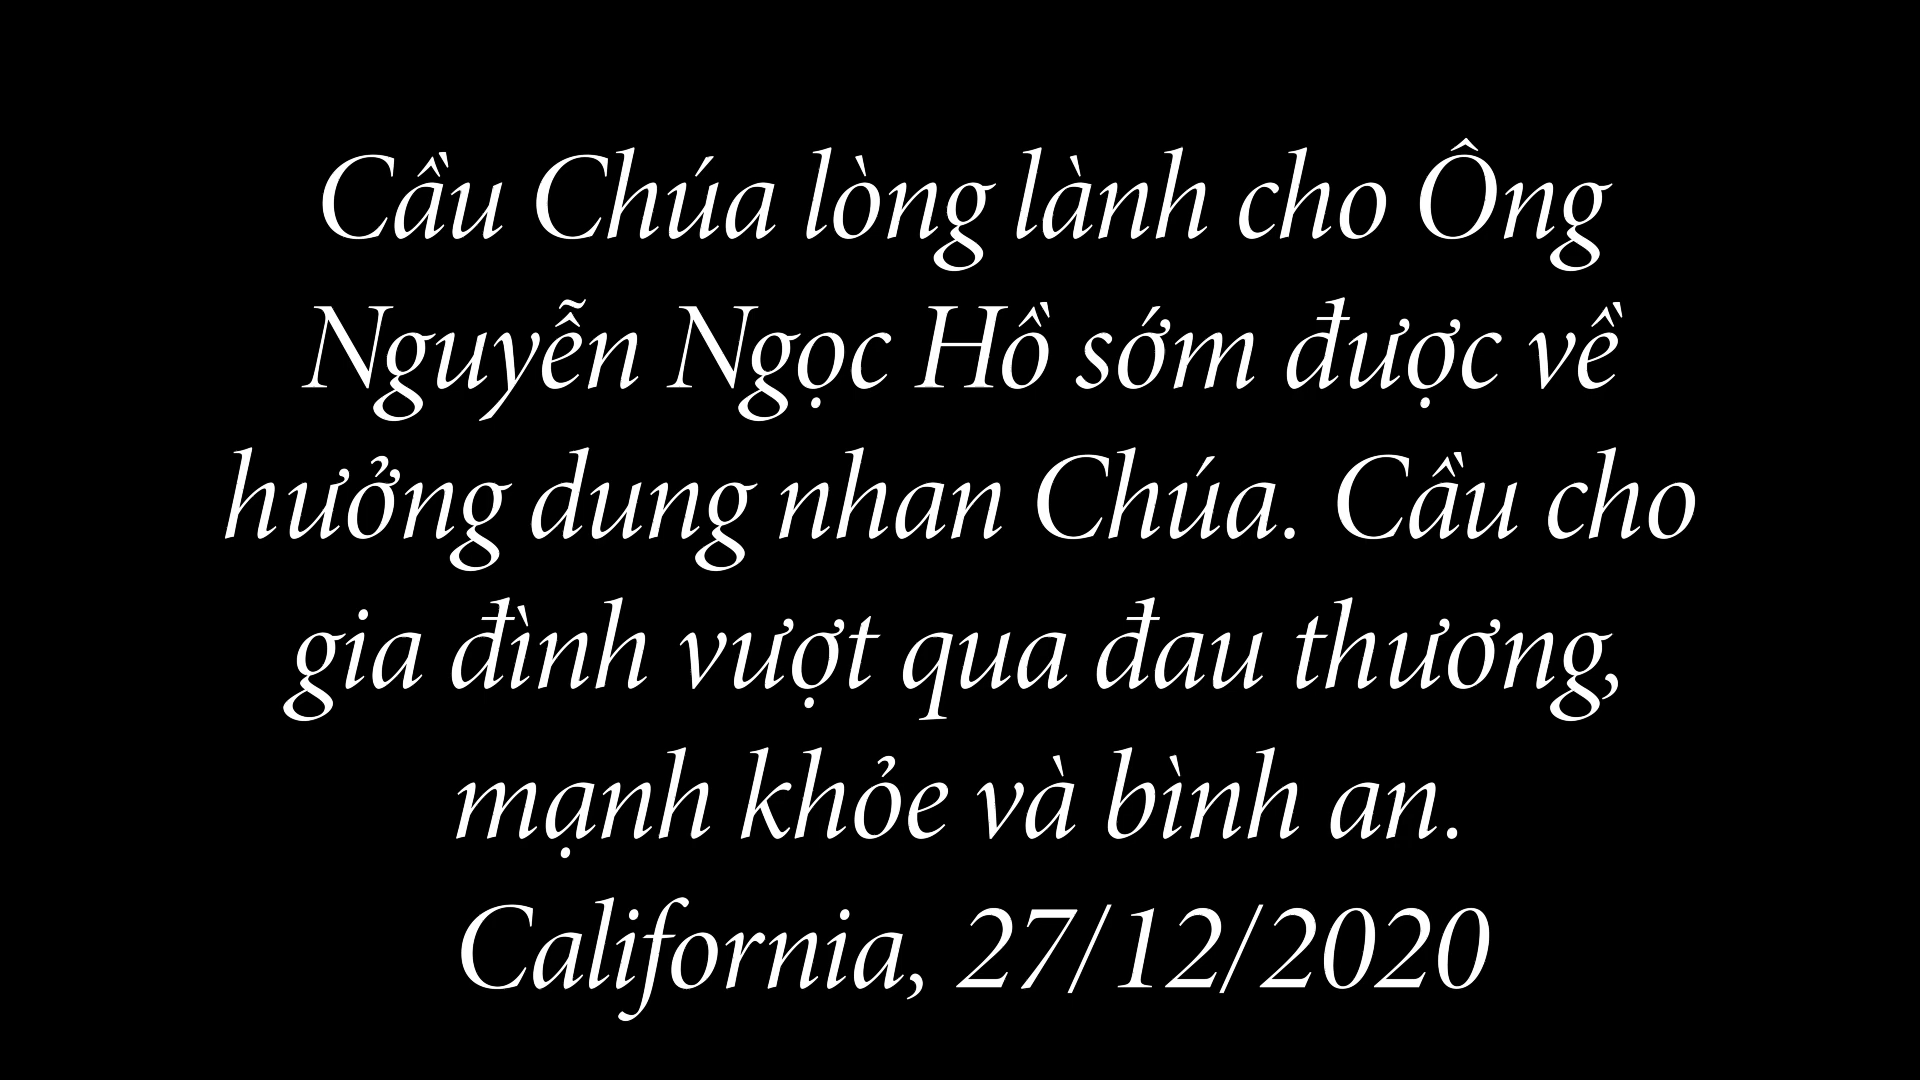 Cầu Chúa lòng lành cho Ông
Nguyễn Ngọc Hồ sớm được về
hưởng dung nhan Chúa. Cầu cho
gia đình vượt qua đau thương,
mạnh khỏe và bình an.
California, 27/12/2020